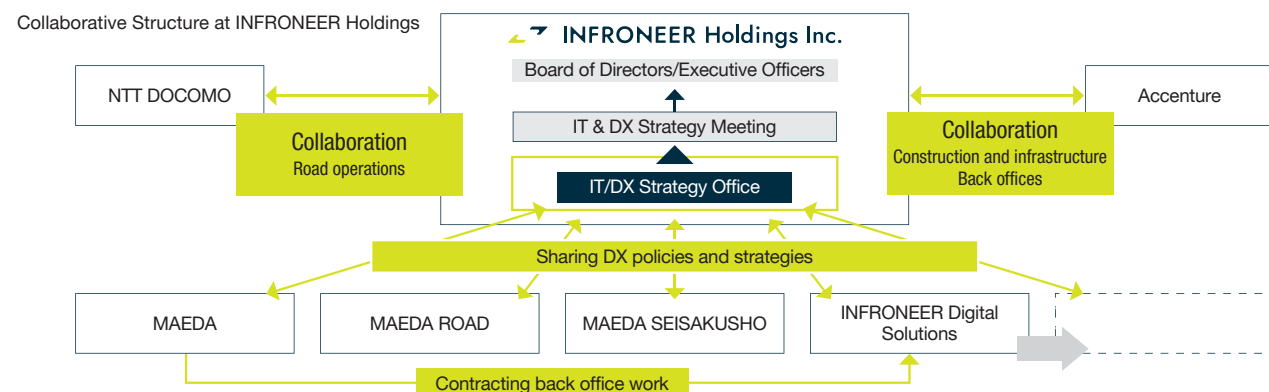 Collaborative Structure at INFRONEER Holdings
INFRONEER Holdings Inc.
Board of Directors/Executive Officers
NTT DOCOMO
Accenture
IT & DX Strategy Meeting
Collaboration
Road operations
Collaboration
Construction and infrastructure
Back offices
IT/DX Strategy Office
Sharing DX policies and strategies
MAEDA
MAEDA ROAD
MAEDA SEISAKUSHO
INFRONEER Digital
Solutions
Contracting back office work